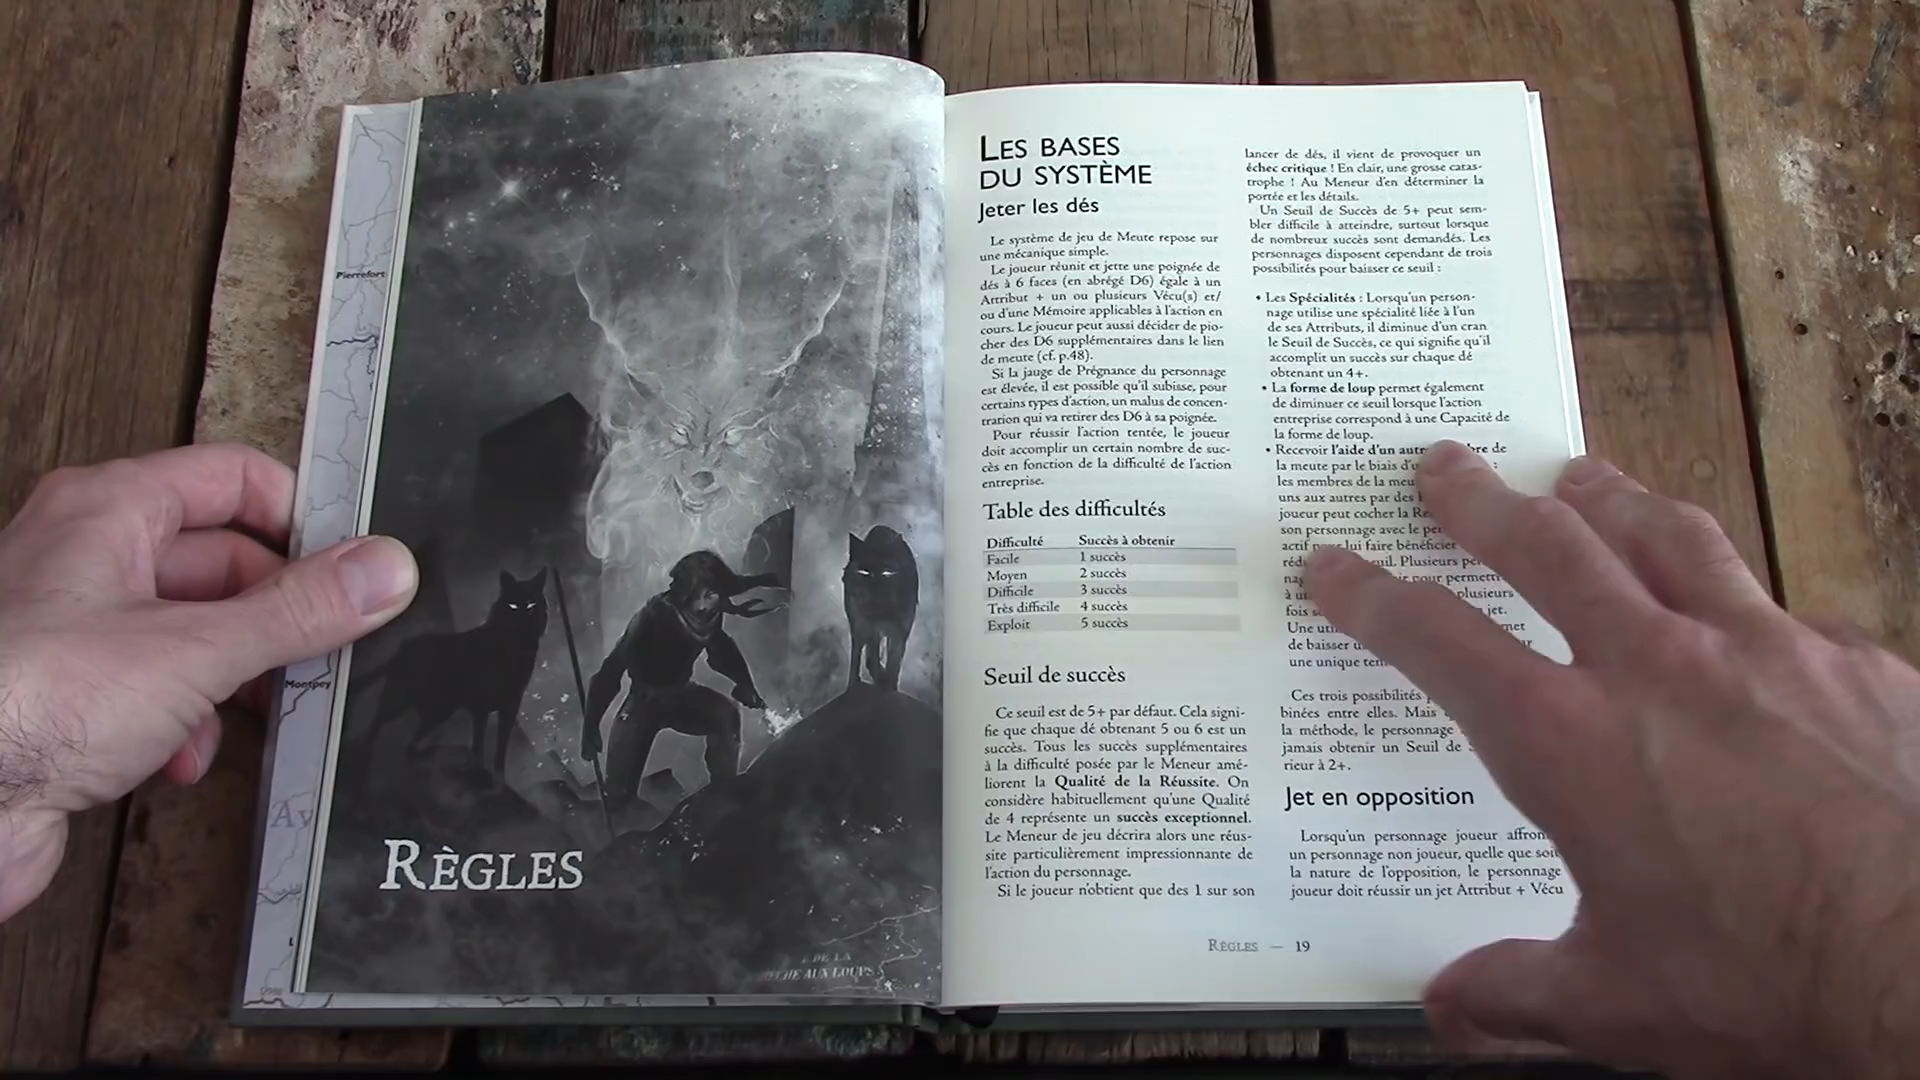 Pierrefort
Montpey
Av
RÈGLES
E DE LA
CHE AUX LOUPS
LES BASES
DU SYSTÈME
Jeter les dés
Le système de jeu de Meute repose sur
une mécanique simple.
Le joueur réunit et jette une poignée de
dés à 6 faces (en abrégé D6) égale à un
Attribut + un ou plusieurs Vécu(s) et/
ou d'une Mémoire applicables à l'action en
cours. Le joueur peut aussi décider de pio-
cher des D6 supplémentaires dans le lien
de meute (cf. p.48).
Si la jauge de Prégnance du personnage
est élevée, il est possible qu'il subisse, pour
certains types d'action, un malus de concen-
tration qui va retirer des D6 à sa poignée.
Pour réussir l'action tentée, le joueur
doit accomplir un certain nombre de suc-
cès en fonction de la difficulté de l'action
entreprise.
Table des difficultés
Difficulté Succès à obtenir
Facile 1 succès
Moyen 2 succès
Difficile 3 succès
Très difficile 4 succès
Exploit 5 succès
Seuil de succès
Ce seuil est de 5+ par défaut. Cela signi-
fie que chaque dé obtenant 5 ou 6 est un
succès. Tous les succès supplémentaires
à la difficulté posée par le Meneur amé-
liorent la Qualité de la Réussite. On
considère habituellement qu'une Qualité
de 4 représente un succès exceptionnel.
Le Meneur de jeu décrira alors une réus-
site particulièrement impressionnante de
l'action du personnage.
Si le joueur n'obtient que des 1 sur son
lancer de dés, il vient de provoquer un
échec critique ! En clair, une grosse catas-
trophe ! Au Meneur d'en déterminer la
portée et les détails.
Un Seuil de Succès de 5+ peut sem-
bler difficile à atteindre, surtout lorsque
de nombreux succès sont demandés. Les
personnages disposent cependant de trois
possibilités pour baisser ce seuil :
• Les Spécialités : Lorsqu'un person-
nage utilise une spécialité liée à l'un
de ses Attributs, il diminue d'un cran
le Seuil de Succès, ce qui signifie qu'il
accomplit un succès sur chaque dé
obtenant un 4+.
• La forme de loup permet également
de diminuer ce seuil lorsque l'action
entreprise correspond à une Capacité de
la forme de loup.
• Recevoir l'aide d'un autre de
la meute par le biais :
les membres de la
uns aux autres par des
joueur peut cocher la
son personnage avec le
actif lui faire bénéficier
Plusieurs
pour
à plusieurs
fois jet.
Une
de baisser
une unique
Ces trois possibilités
binées entre elles. Mais
la méthode, le personnage
jamais obtenir un Seuil de
rieur à 2+.
Jet en opposition
Lorsqu'un personnage joueur
un personnage non joueur, quelle que soit
la nature de l'opposition, le personnage
joueur doit réussir un jet Attribut + Vécu
RÈGLES — 19